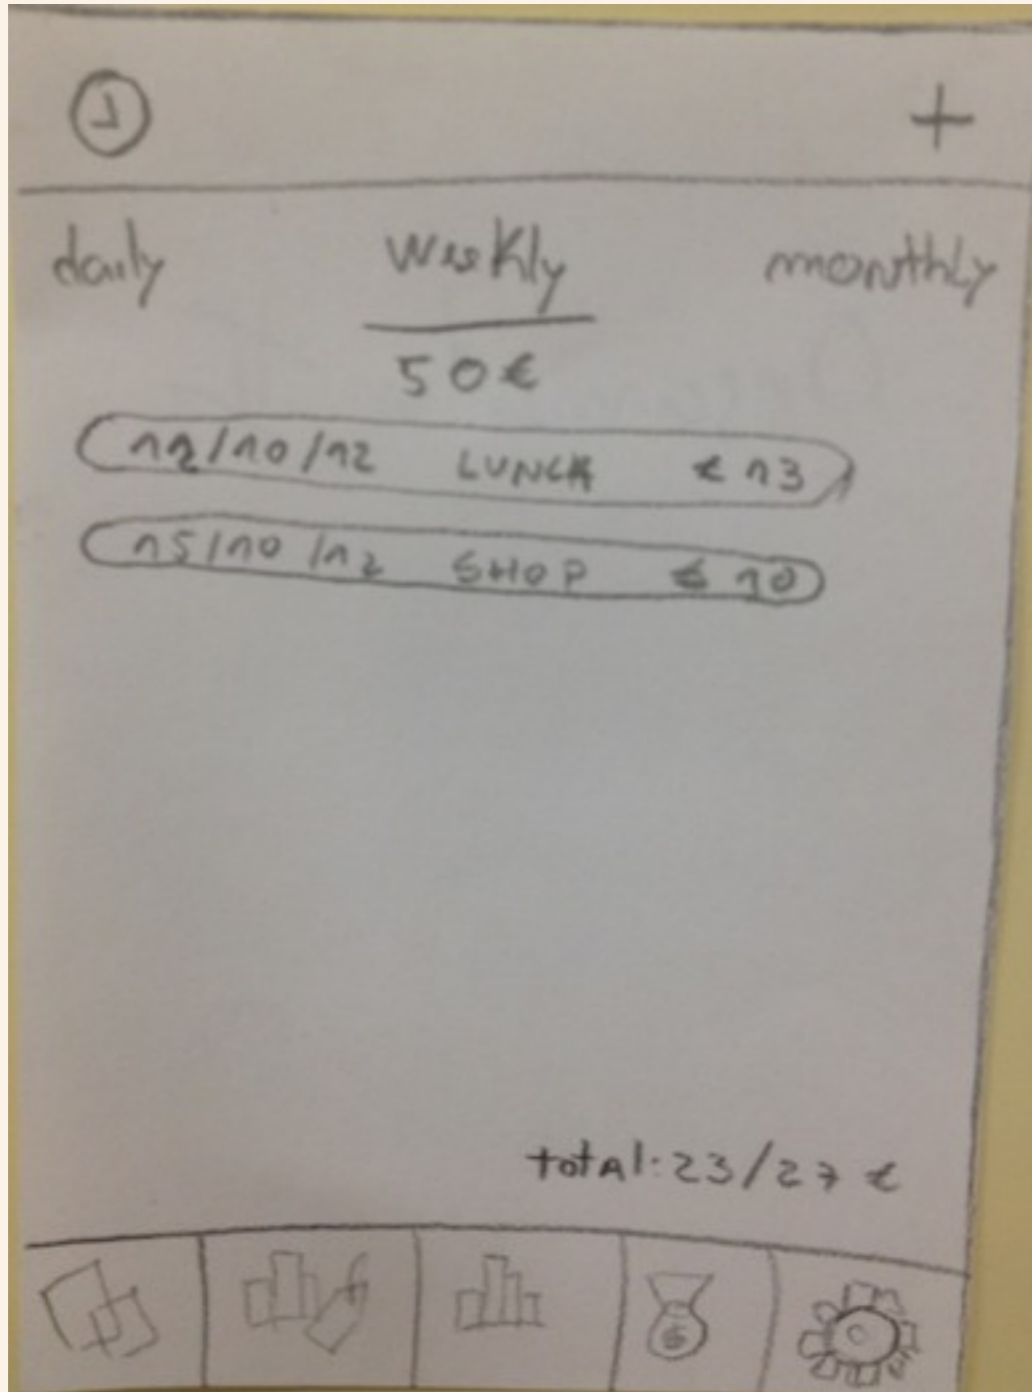 +
daily weekly monthly
50€
12/10/12 LUNCH € 13
15/10/12 SHOP € 10
total: 23/27 €